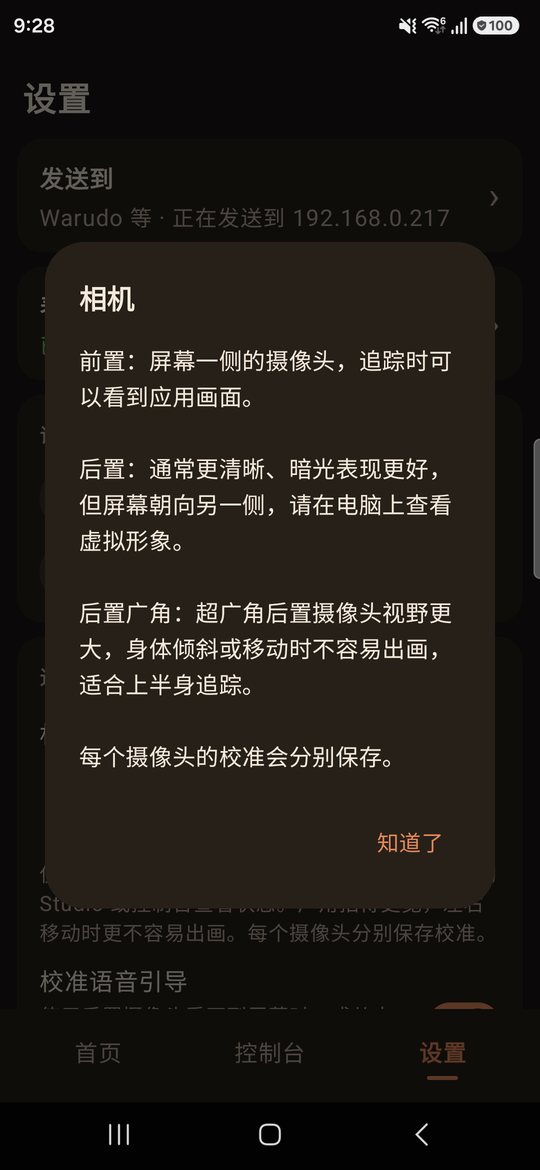 9:28
6
100
设置
发送到
Warudo 等 · 正在发送到 192.168.0.217
相机
前置：屏幕一侧的摄像头，追踪时可
以看到应用画面。
后置：通常更清晰、暗光表现更好，
但屏幕朝向另一侧，请在电脑上查看
虚拟形象。
后置广角：超广角后置摄像头视野更
大，身体倾斜或移动时不容易出画，
适合上半身追踪。
每个摄像头的校准会分别保存。
知道了
移动时更不容易出画。每个摄像头分别保存校准。
校准语音引导
首页
控制台
设置